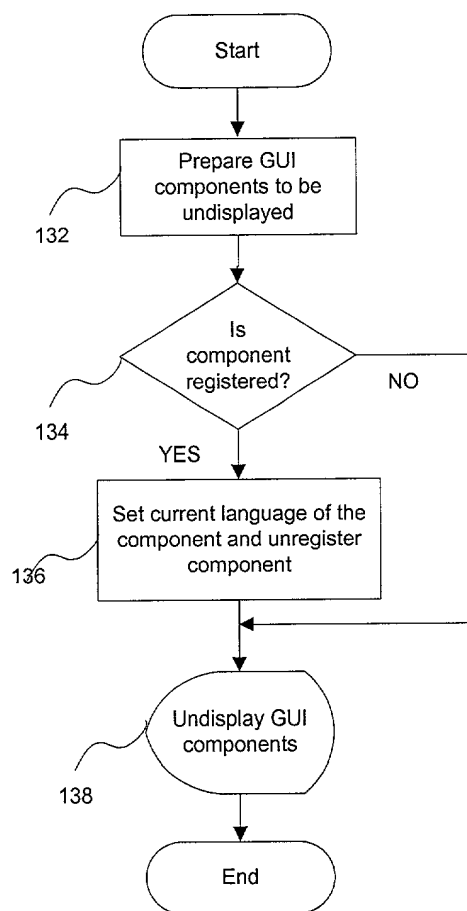 Start
Prepare GUI
components to be
undisplayed
132
Is
component
registered?
NO
134
YES
Set current language of the
component and unregister
component
136
Undisplay GUI
components
138
End